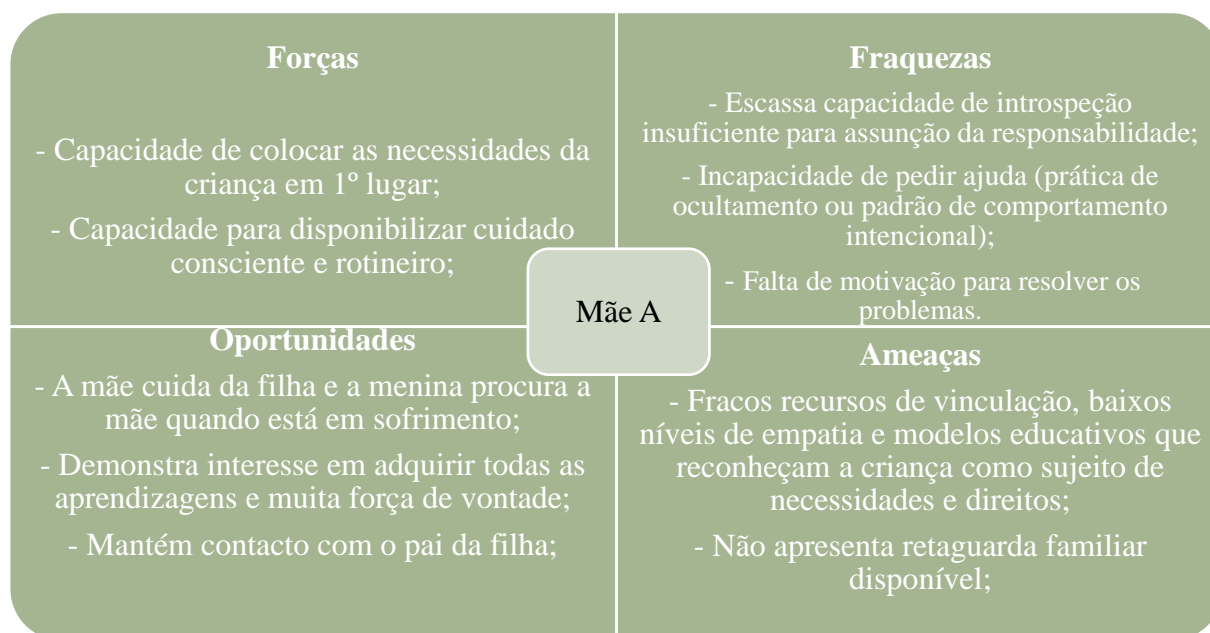 Forças
- Capacidade de colocar as necessidades da
criança em 1º lugar;
- Capacidade para disponibilizar cuidado
consciente e rotineiro;
Fraquezas
- Escassa capacidade de introspeção
insuficiente para assunção da responsabilidade;
- Incapacidade de pedir ajuda (prática de
ocultamento ou padrão de comportamento
intencional);
- Falta de motivação para resolver os
problemas.
Mãe A
Oportunidades
- A mãe cuida da filha e a menina procura a
mãe quando está em sofrimento;
- Demonstra interesse em adquirir todas as
aprendizagens e muita força de vontade;
- Mantém contacto com o pai da filha;
Ameaças
- Fracos recursos de vinculação, baixos
níveis de empatia e modelos educativos que
reconheçam a criança como sujeito de
necessidades e direitos;
- Não apresenta retaguarda familiar
disponível;